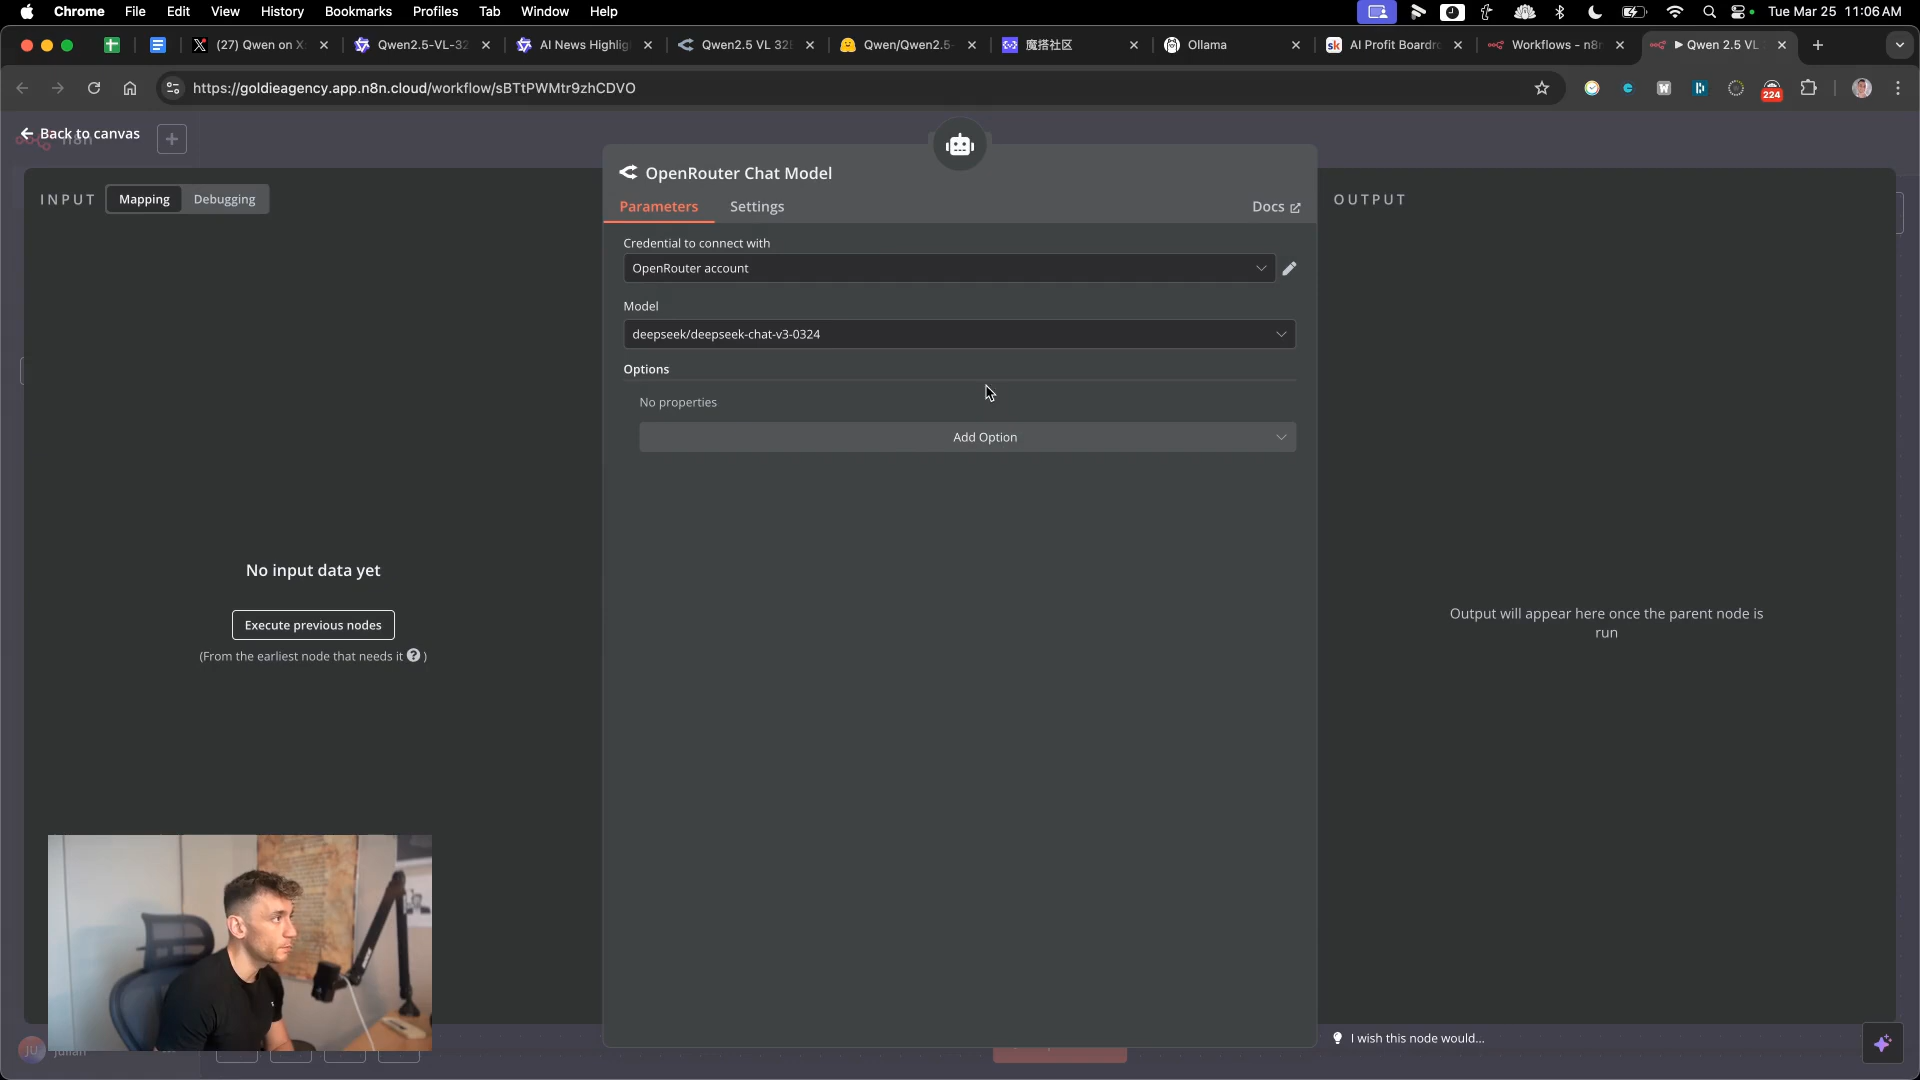 Chrome File Edit View History Bookmarks Profiles Tab Window Help Tue Mar 25 11:06 AM
(27) Qwen on X
Qwen2.5-VL-32
AI News Highlig
Qwen2.5 VL 32
Qwen/Qwen2.5-
魔搭社区
Ollama
AI Profit Boardr
Workflows - n8n
Qwen 2.5 VL
https://goldieagency.app.n8n.cloud/workflow/sBTtPWMtr9zhCDVO
224
Back to canvas
n8n
INPUT
Mapping
Debugging
No input data yet
Execute previous nodes
(From the earliest node that needs it ? )
OpenRouter Chat Model
Parameters
Settings
Docs
Credential to connect with
OpenRouter account
Model
deepseek/deepseek-chat-v3-0324
Options
No properties
Add Option
OUTPUT
Output will appear here once the parent node is
run
I wish this node would...
JU
Julian